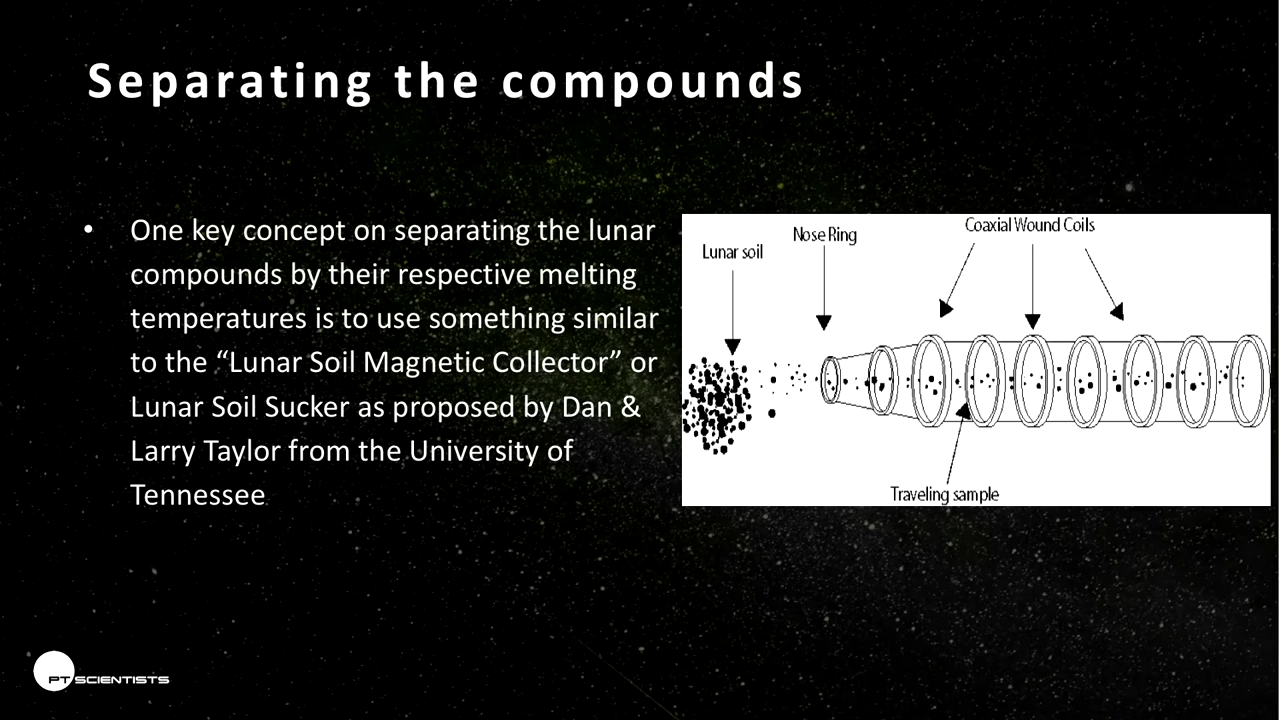 Separating the compounds
• One key concept on separating the lunar
compounds by their respective melting
temperatures is to use something similar
to the “Lunar Soil Magnetic Collector” or
Lunar Soil Sucker as proposed by Dan &
Larry Taylor from the University of
Tennessee
Coaxial Wound Coils
Nose Ring
Lunar soil
Traveling sample
PTSCIENTISTS